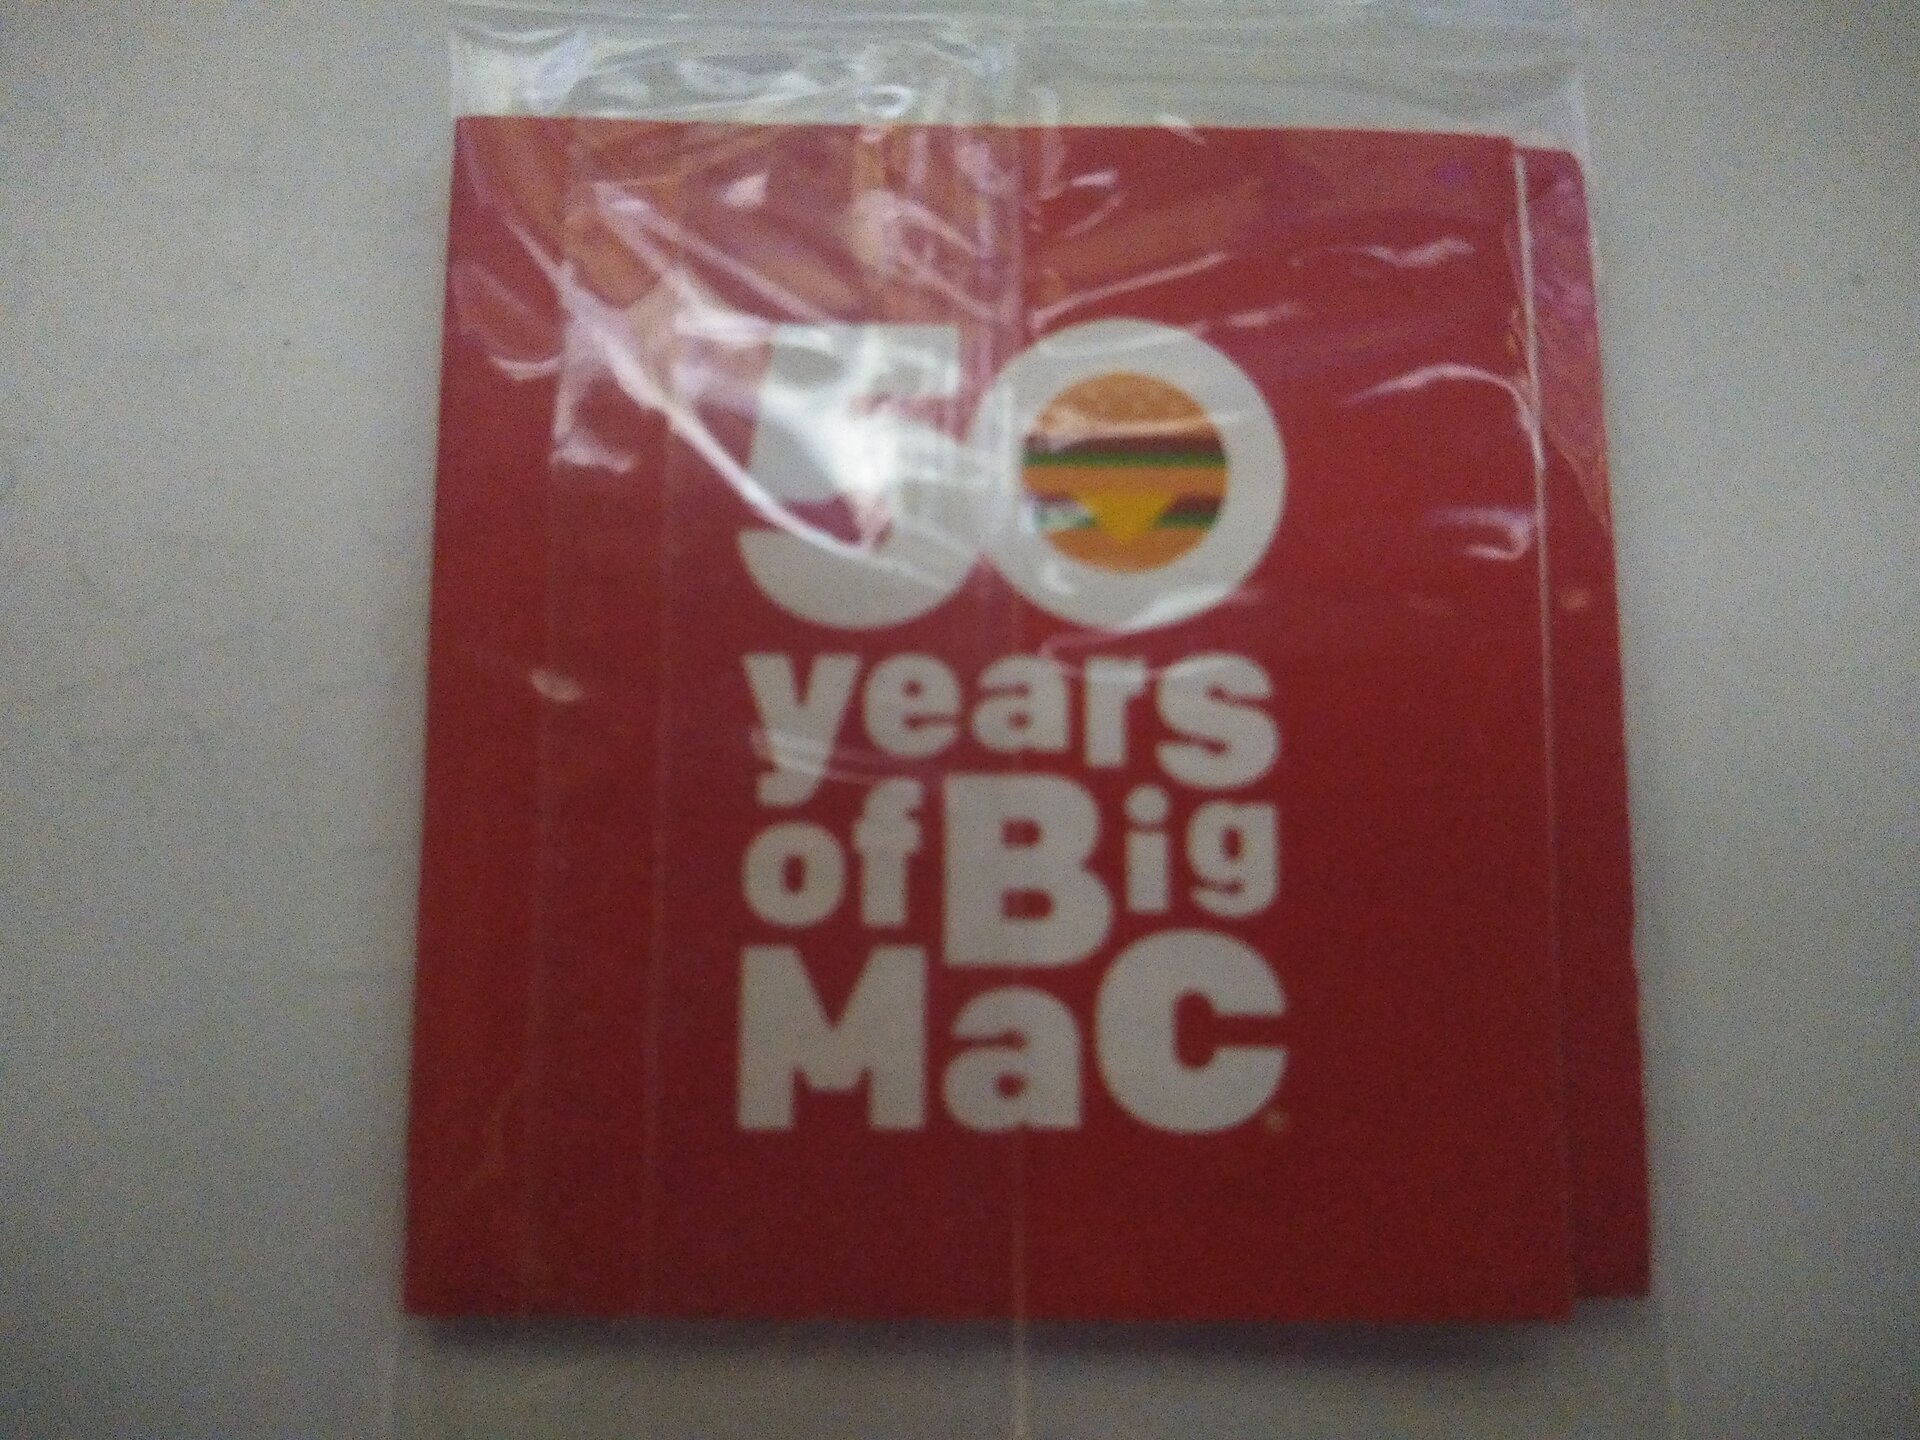 50
years
of Big
Mac